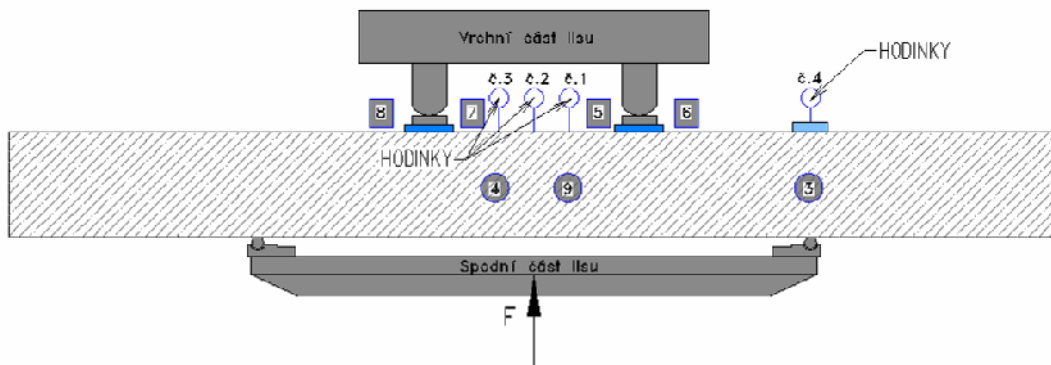 Vrchní část lisu
HODINKY
č.3 č.2 č.1 č.4
8 7 5 6
HODINKY
4 9 3
Spodní část lisu
F